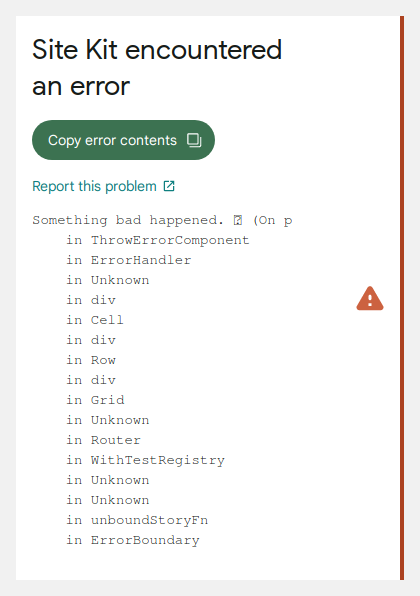 Site Kit encountered
an error
Copy error contents
Report this problem
Something bad happened. (On p
in ThrowErrorComponent
in ErrorHandler
in Unknown
in div
in Cell
in div
in Row
in div
in Grid
in Unknown
in Router
in WithTestRegistry
in Unknown
in Unknown
in unboundStoryFn
in ErrorBoundary